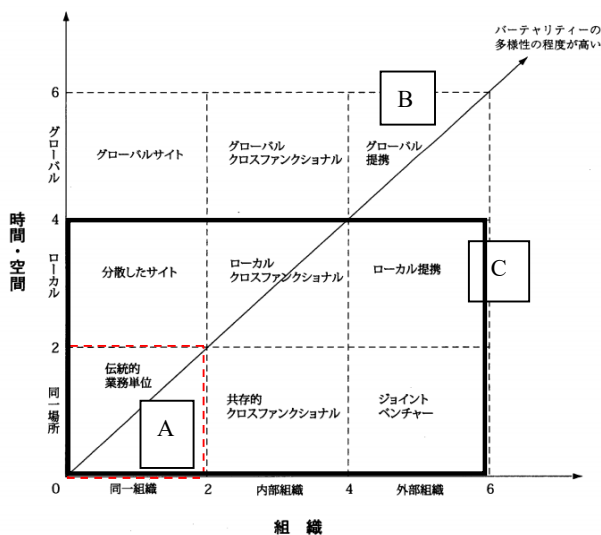 バーチャリティーの
多様性の程度が高い
6
B
グローバル
グローバルサイト
グローバル
クロスファンクショナル
グローバル
提携
4
時間・空間
ローカル
分散したサイト
ローカル
クロスファンクショナル
ローカル提携
C
2
同一場所
伝統的
業務単位
A
共存的
クロスファンクショナル
ジョイント
ベンチャー
0
同一組織
2
内部組織
4
外部組織
6
組織